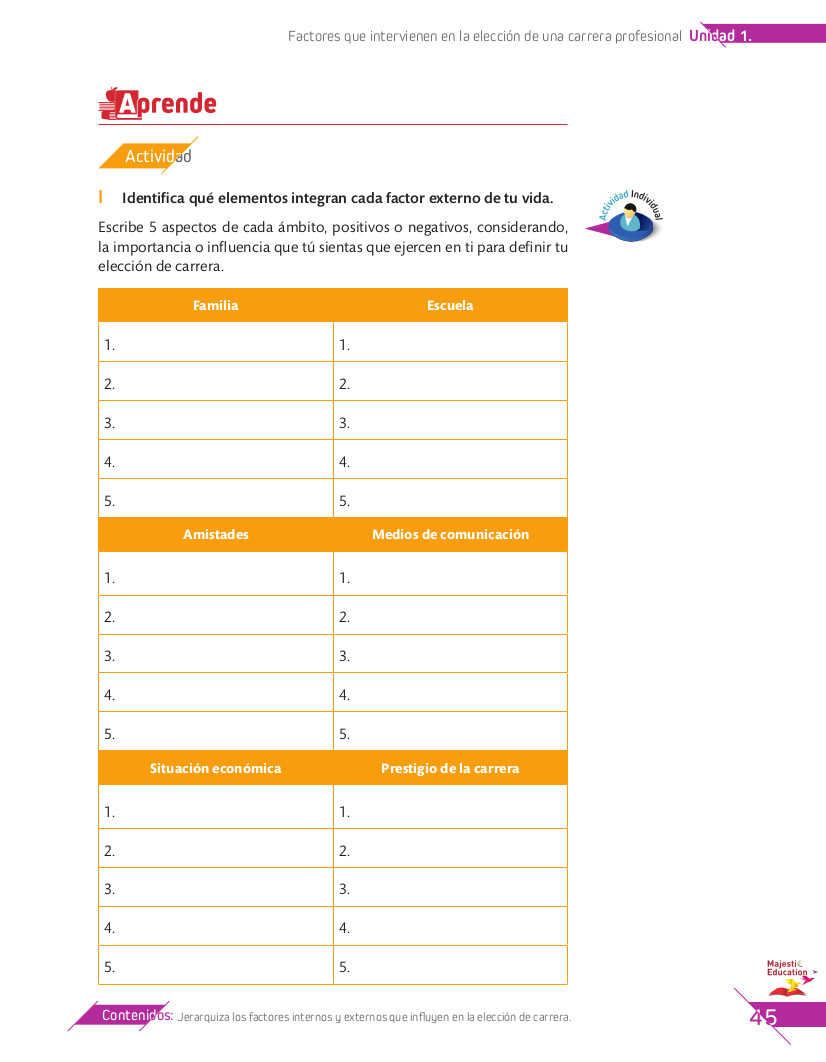 Factores que intervienen en la elección de una carrera profesional Unidad 1.
Aprende
Actividad
I Identifica qué elementos integran cada factor externo de tu vida.
Actividad Individual
Escribe 5 aspectos de cada ámbito, positivos o negativos, considerando,
la importancia o influencia que tú sientas que ejercen en ti para definir tu
elección de carrera.
Familia Escuela
1. 1.
2. 2.
3. 3.
4. 4.
5. 5.
Amistades Medios de comunicación
1. 1.
2. 2.
3. 3.
4. 4.
5. 5.
Situación económica Prestigio de la carrera
1. 1.
2. 2.
3. 3.
4. 4.
5. 5.
Majestic
Education
Contenidos: Jerarquiza los factores internos y externos que influyen en la elección de carrera.
45